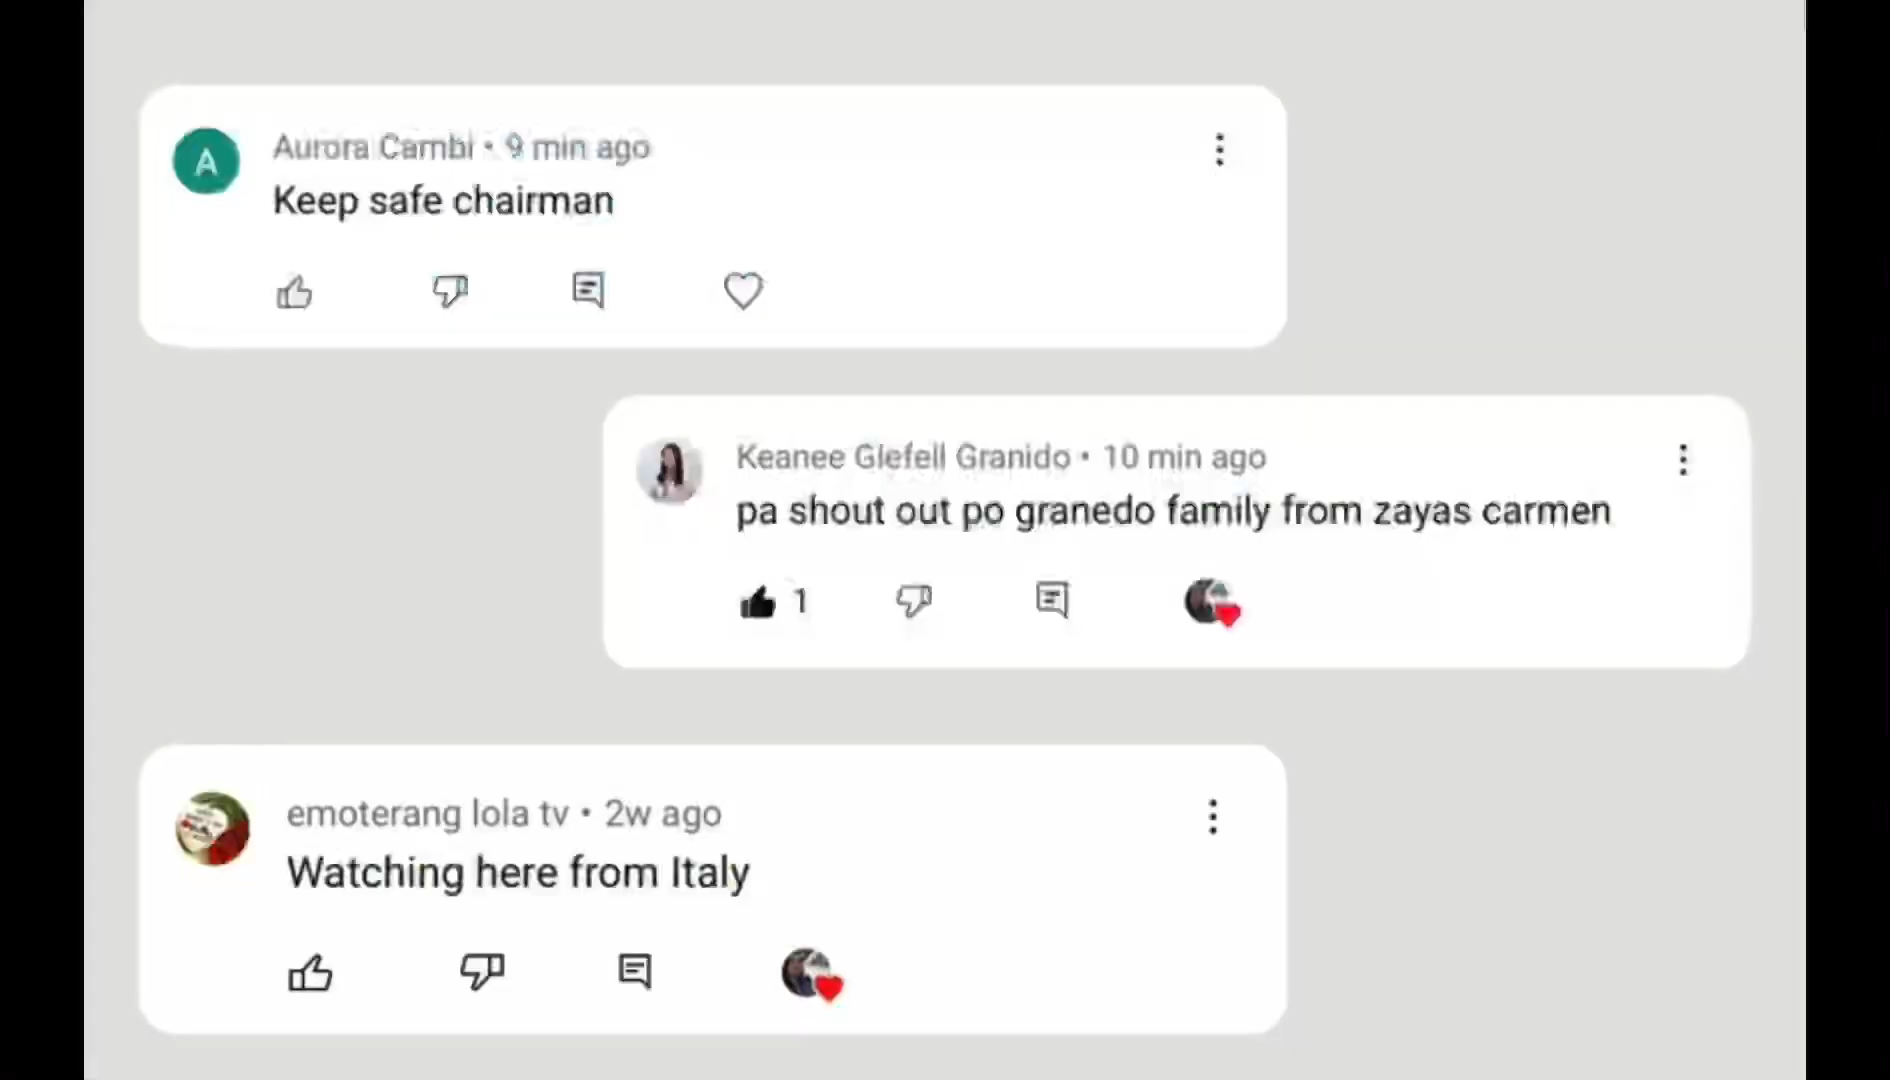 A
Aurora Cambi • 9 min ago
Keep safe chairman
Keanee Glefell Granido • 10 min ago
pa shout out po granedo family from zayas carmen
1
emoterang lola tv • 2w ago
Watching here from Italy